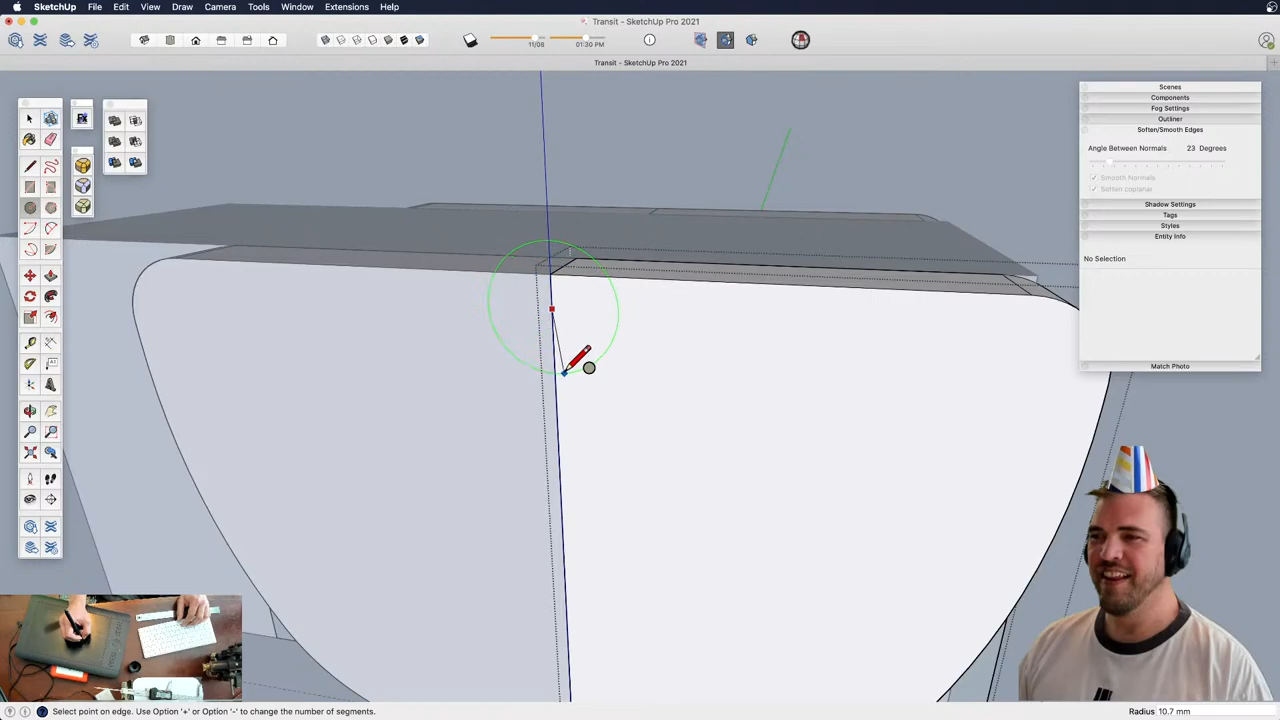 SketchUp File Edit View Draw Camera Tools Window Extensions Help
Transit - SketchUp Pro 2021
11/08 01:30 PM
Transit - SketchUp Pro 2021
Scenes
Components
Fog Settings
Outliner
Soften/Smooth Edges
Angle Between Normals 23 Degrees
Smooth Normals
Soften coplanar
Shadow Settings
Tags
Styles
Entity Info
No Selection
Match Photo
Select point on edge. Use Option '+' or Option '-' to change the number of segments.
Radius 10.7 mm